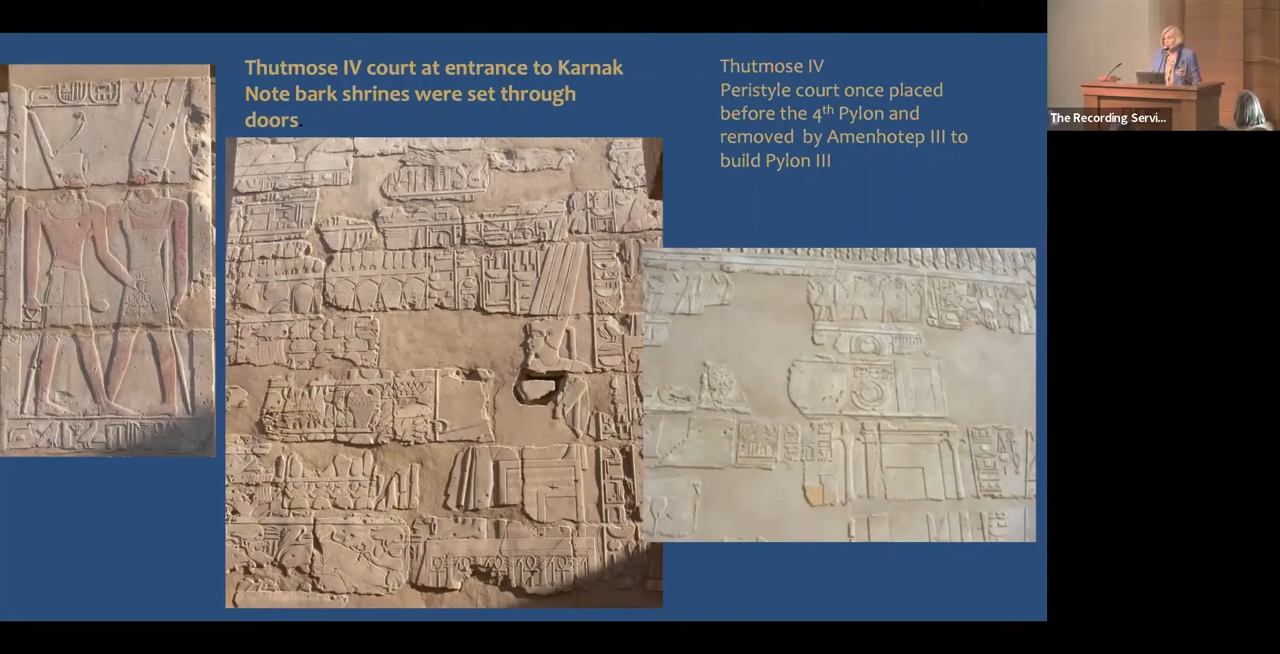 Thutmose IV court at entrance to Karnak
Note bark shrines were set through
doors.
Thutmose IV
Peristyle court once placed
before the 4th Pylon and
removed by Amenhotep III to
build Pylon III
The Recording Servi...